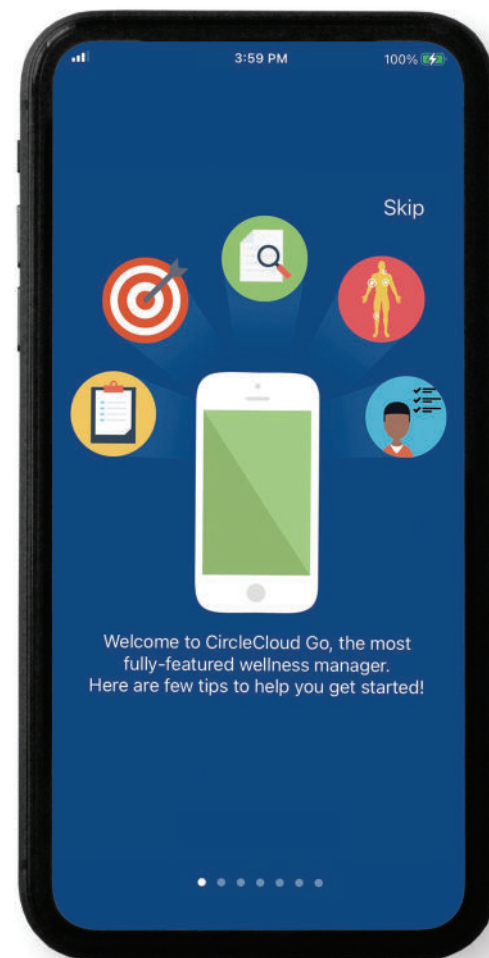 3:59 PM
100%
Skip
Welcome to CircleCloud Go, the most
fully-featured wellness manager.
Here are few tips to help you get started!